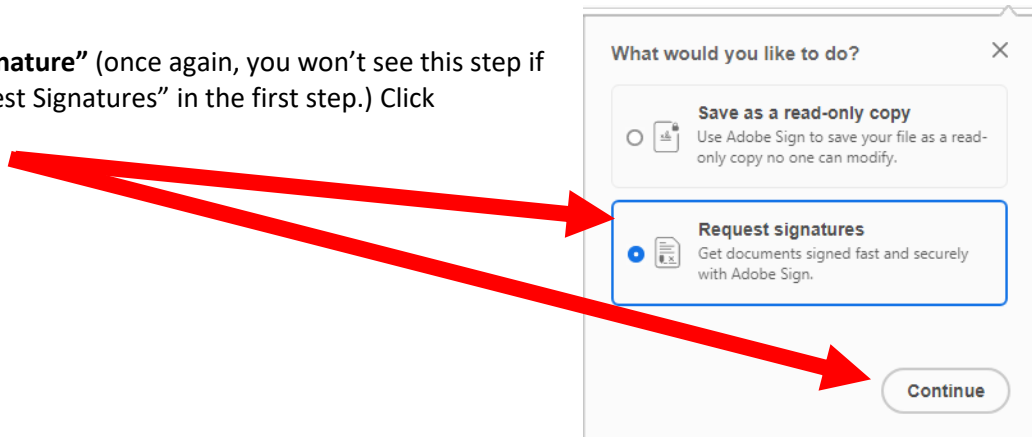 nature” (once again, you won’t see this step if
est Signatures” in the first step.) Click
What would you like to do?
Save as a read-only copy
Use Adobe Sign to save your file as a read-
only copy no one can modify.
Request signatures
Get documents signed fast and securely
with Adobe Sign.
Continue